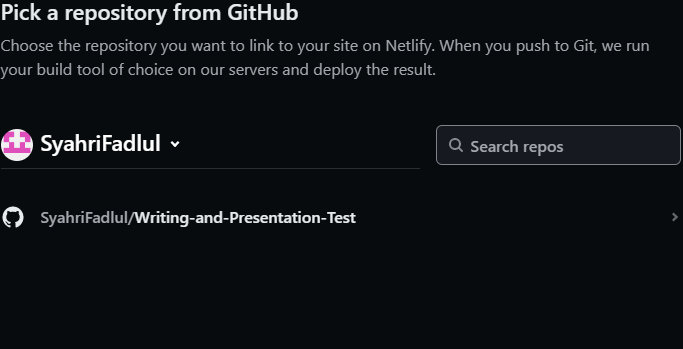 Pick a repository from GitHub
Choose the repository you want to link to your site on Netlify. When you push to Git, we run
your build tool of choice on our servers and deploy the result.
SyahriFadlul
Search repos
SyahriFadlul/Writing-and-Presentation-Test